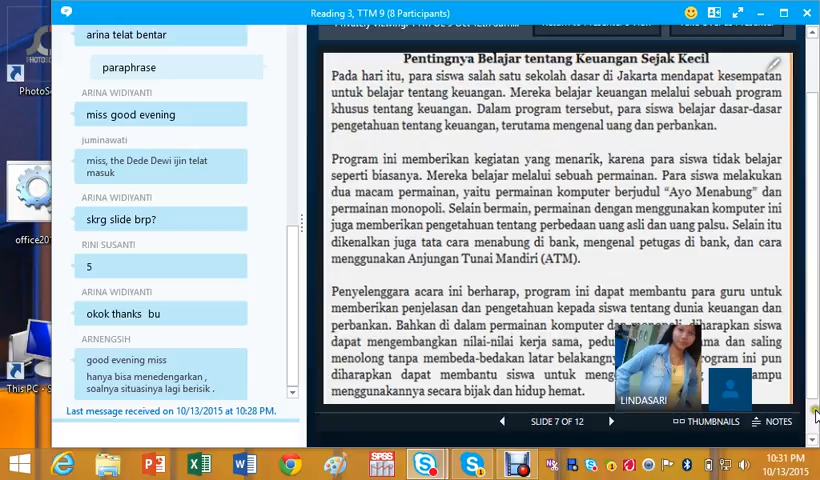 Reading 3, TTM 9 (8 Participants)
arina telat bentar
paraphrase
ARINA WIDIYANTI
miss good evening
juminawati
miss, the Dede Dewi ijin telat
masuk
ARINA WIDIYANTI
skrg slide brp?
RINI SUSANTI
5
ARINA WIDIYANTI
okok thanks bu
ARNENGSIH
good evening miss
hanya bisa menedengarkan ,
soalnya situasinya lagi berisik .
Last message received on 10/13/2015 at 10:28 PM.
Pentingnya Belajar tentang Keuangan Sejak Kecil
Pada hari itu, para siswa salah satu sekolah dasar di Jakarta mendapat kesempatan
untuk belajar tentang keuangan. Mereka belajar keuangan melalui sebuah program
khusus tentang keuangan. Dalam program tersebut, para siswa belajar dasar-dasar
pengetahuan tentang keuangan, terutama mengenal uang dan perbankan.
Program ini memberikan kegiatan yang menarik, karena para siswa tidak belajar
seperti biasanya. Mereka belajar melalui sebuah permainan. Para siswa melakukan
dua macam permainan, yaitu permainan komputer berjudul “Ayo Menabung” dan
permainan monopoli. Selain bermain, permainan dengan menggunakan komputer ini
juga memberikan pengetahuan tentang perbedaan uang asli dan uang palsu. Selain itu
dikenalkan juga tata cara menabung di bank, mengenal petugas di bank, dan cara
menggunakan Anjungan Tunai Mandiri (ATM).
Penyelenggara acara ini berharap, program ini dapat membantu para guru untuk
memberikan penjelasan dan pengetahuan kepada siswa tentang dunia keuangan dan
perbankan. Bahkan di dalam permainan komputer diharapkan siswa
dapat mengembangkan nilai-nilai kerja sama, dan saling
menolong tanpa membeda-bedakan latar program ini pun
diharapkan dapat membantu siswa untuk
menggunakannya secara bijak dan hidup hemat.
LINDASARI
SLIDE 7 OF 12
THUMBNAILS
NOTES
This PC -
10:31 PM
10/13/2015
SPSS